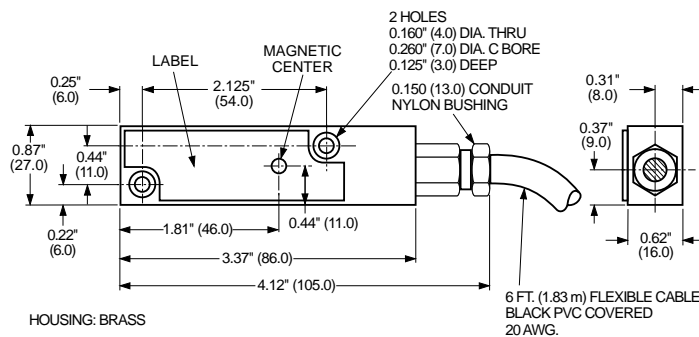 2 HOLES
0.160" (4.0) DIA. THRU
0.260" (7.0) DIA. C BORE
0.125" (3.0) DEEP
MAGNETIC
CENTER
LABEL
0.25"
(6.0)
2.125"
(54.0)
0.150 (13.0) CONDUIT
NYLON BUSHING
0.31"
(8.0)
0.87"
(27.0)
0.44"
(11.0)
0.37"
(9.0)
0.22"
(6.0)
1.81" (46.0)
0.44" (11.0)
0.62"
(16.0)
3.37" (86.0)
4.12" (105.0)
6 FT. (1.83 m) FLEXIBLE CABLE
BLACK PVC COVERED
20 AWG.
HOUSING: BRASS